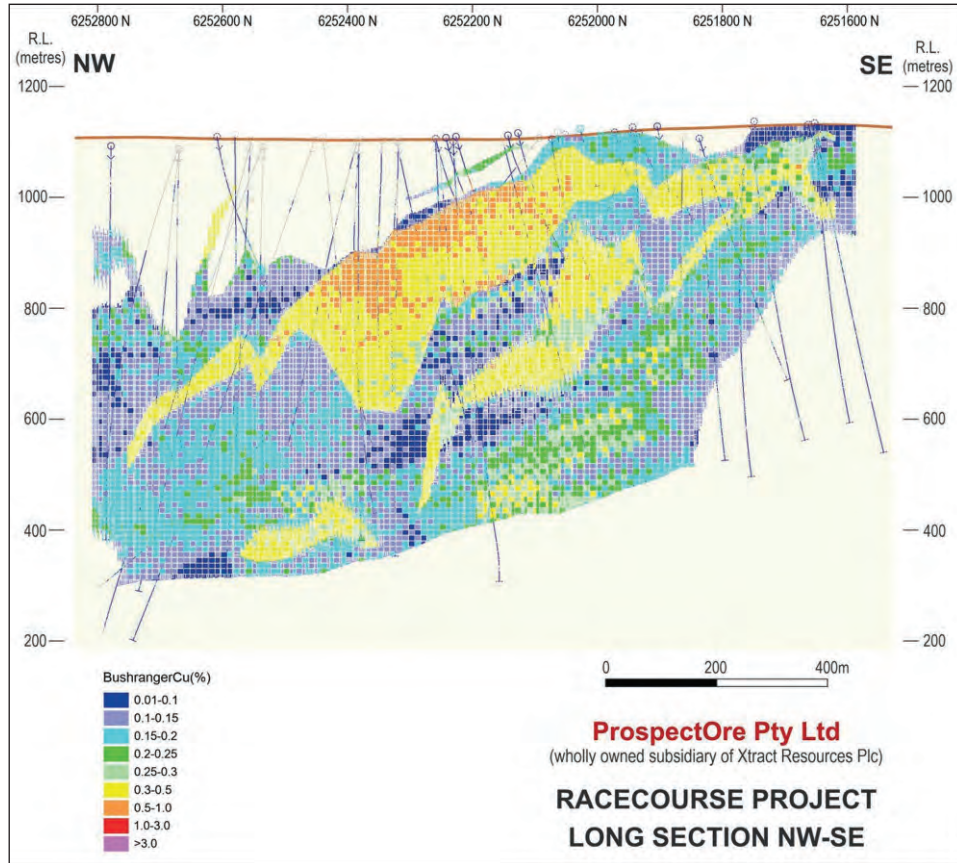 6252800 N 6252600 N 6252400 N 6252200 N 6252000 N 6251800 N 6251600 N
R.L.
(metres)
NW
SE
R.L.
(metres)
1200
1200
1000
1000
800
800
600
600
400
400
200
200
BushrangerCu(%)
0.01-0.1
0.1-0.15
0.15-0.2
0.2-0.25
0.25-0.3
0.3-0.5
0.5-1.0
1.0-3.0
>3.0
0 200 400m
ProspectOre Pty Ltd
(wholly owned subsidiary of Xtract Resources Plc)
RACECOURSE PROJECT
LONG SECTION NW-SE